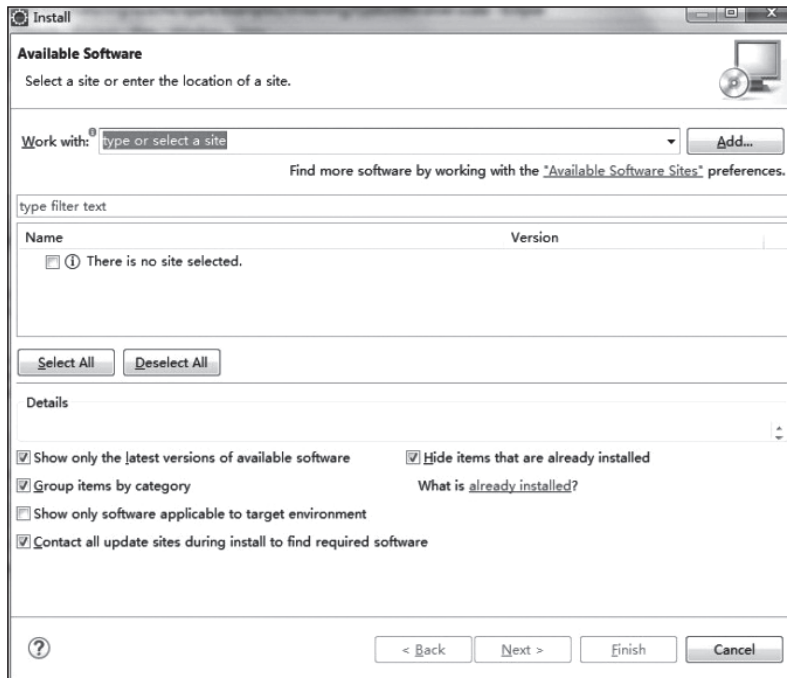 Install
Available Software
Select a site or enter the location of a site.
Work with: type or select a site Add...
Find more software by working with the "Available Software Sites" preferences.
type filter text
Name Version
There is no site selected.
Select All Deselect All
Details
Show only the latest versions of available software Hide items that are already installed
Group items by category What is already installed?
Show only software applicable to target environment
Contact all update sites during install to find required software
? < Back Next > Finish Cancel